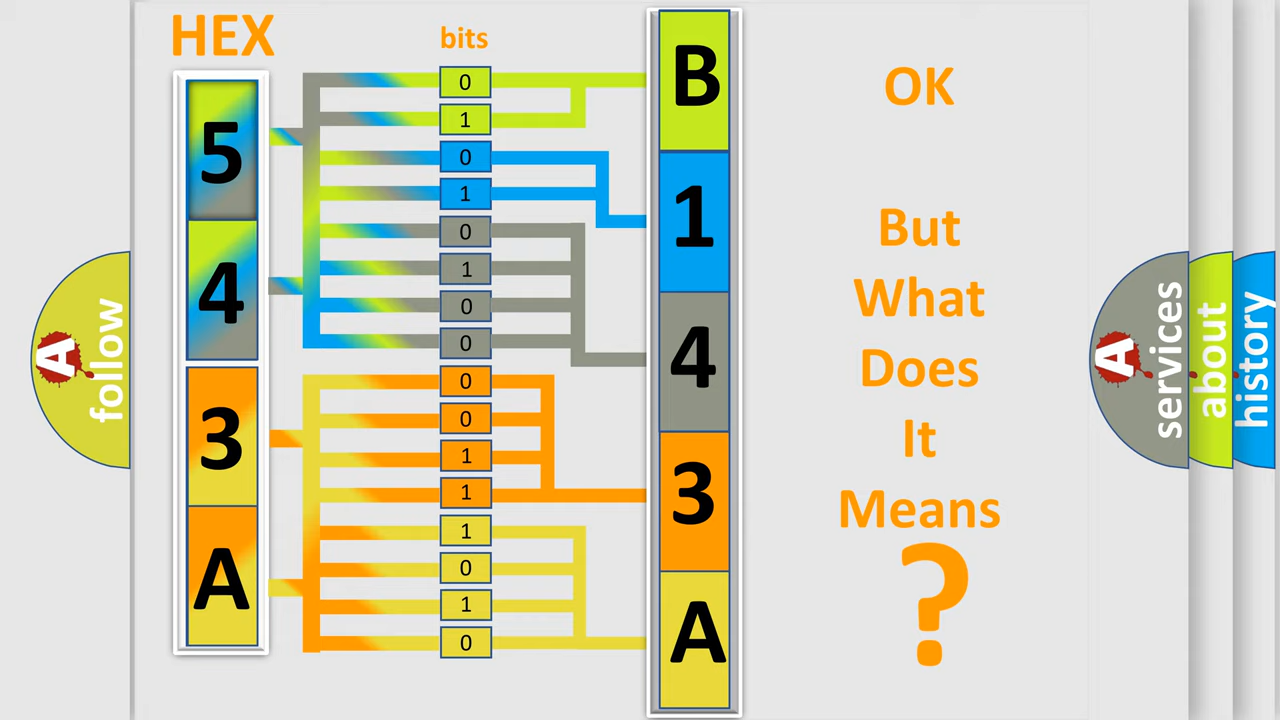 HEX
bits
5
4
3
A
0
1
0
1
0
1
0
0
0
0
1
1
1
0
1
0
B
1
4
3
A
OK
But
What
Does
It
Means
?
A
follow
A
services
about
history